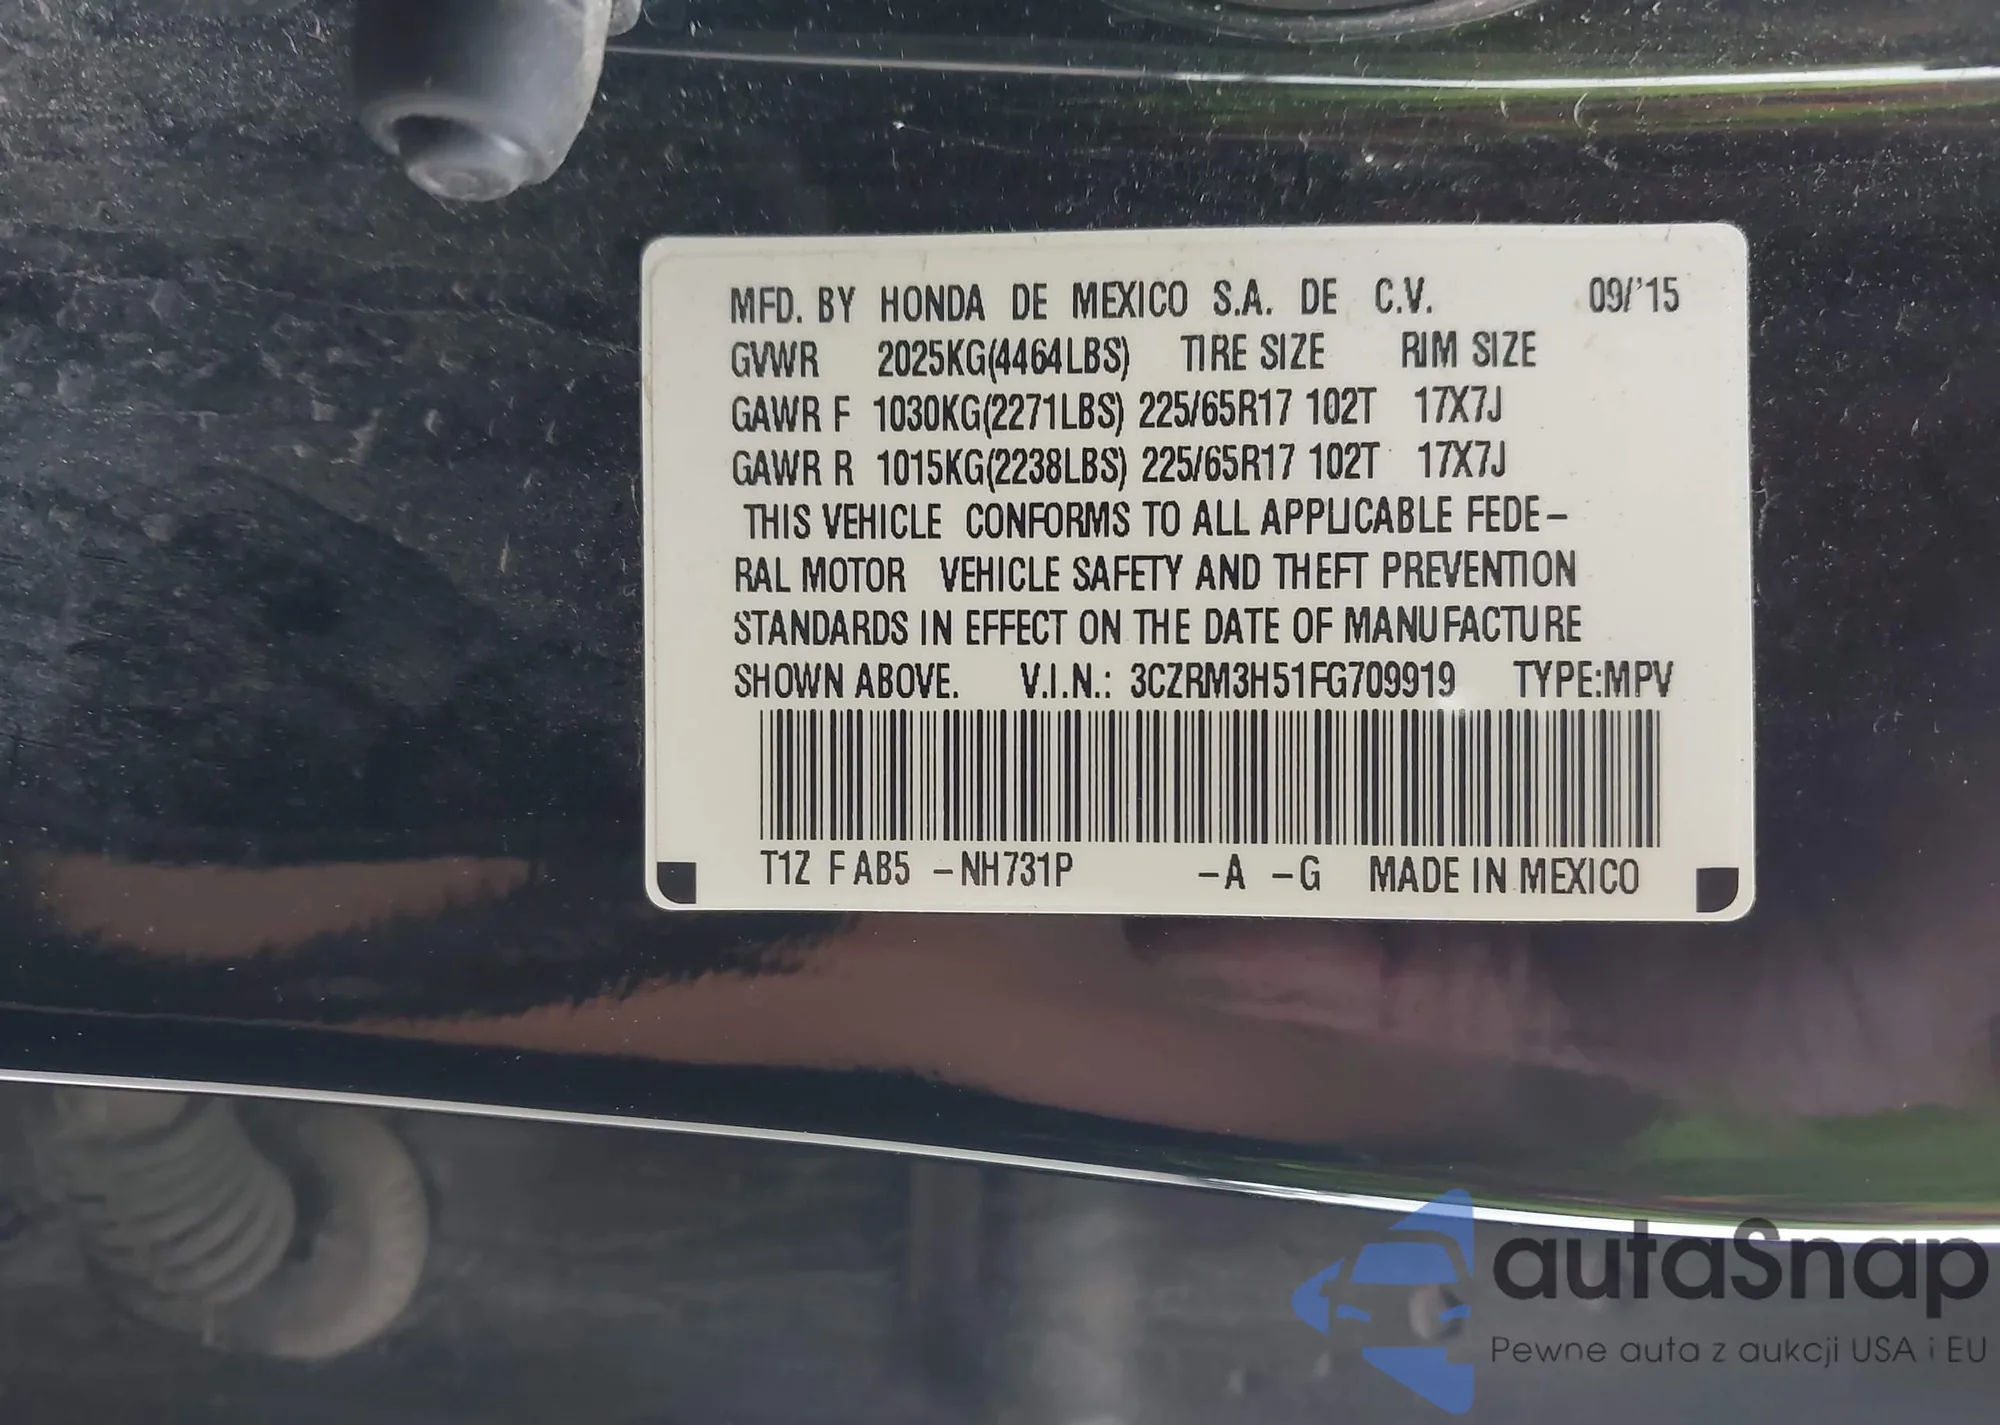 MFD. BY HONDA DE MEXICO S.A. DE C.V. 09/'15
GVWR 2025KG(4464LBS) TIRE SIZE RIM SIZE
GAWR F 1030KG(2271LBS) 225/65R17 102T 17X7J
GAWR R 1015KG(2238LBS) 225/65R17 102T 17X7J
THIS VEHICLE CONFORMS TO ALL APPLICABLE FEDE-
RAL MOTOR VEHICLE SAFETY AND THEFT PREVENTION
STANDARDS IN EFFECT ON THE DATE OF MANUFACTURE
SHOWN ABOVE. V.I.N.: 3CZRM3H51FG709919 TYPE:MPV
T1Z F AB5 -NH731P -A -G MADE IN MEXICO
autaSnap
Pewne auta z aukcji USA i EU